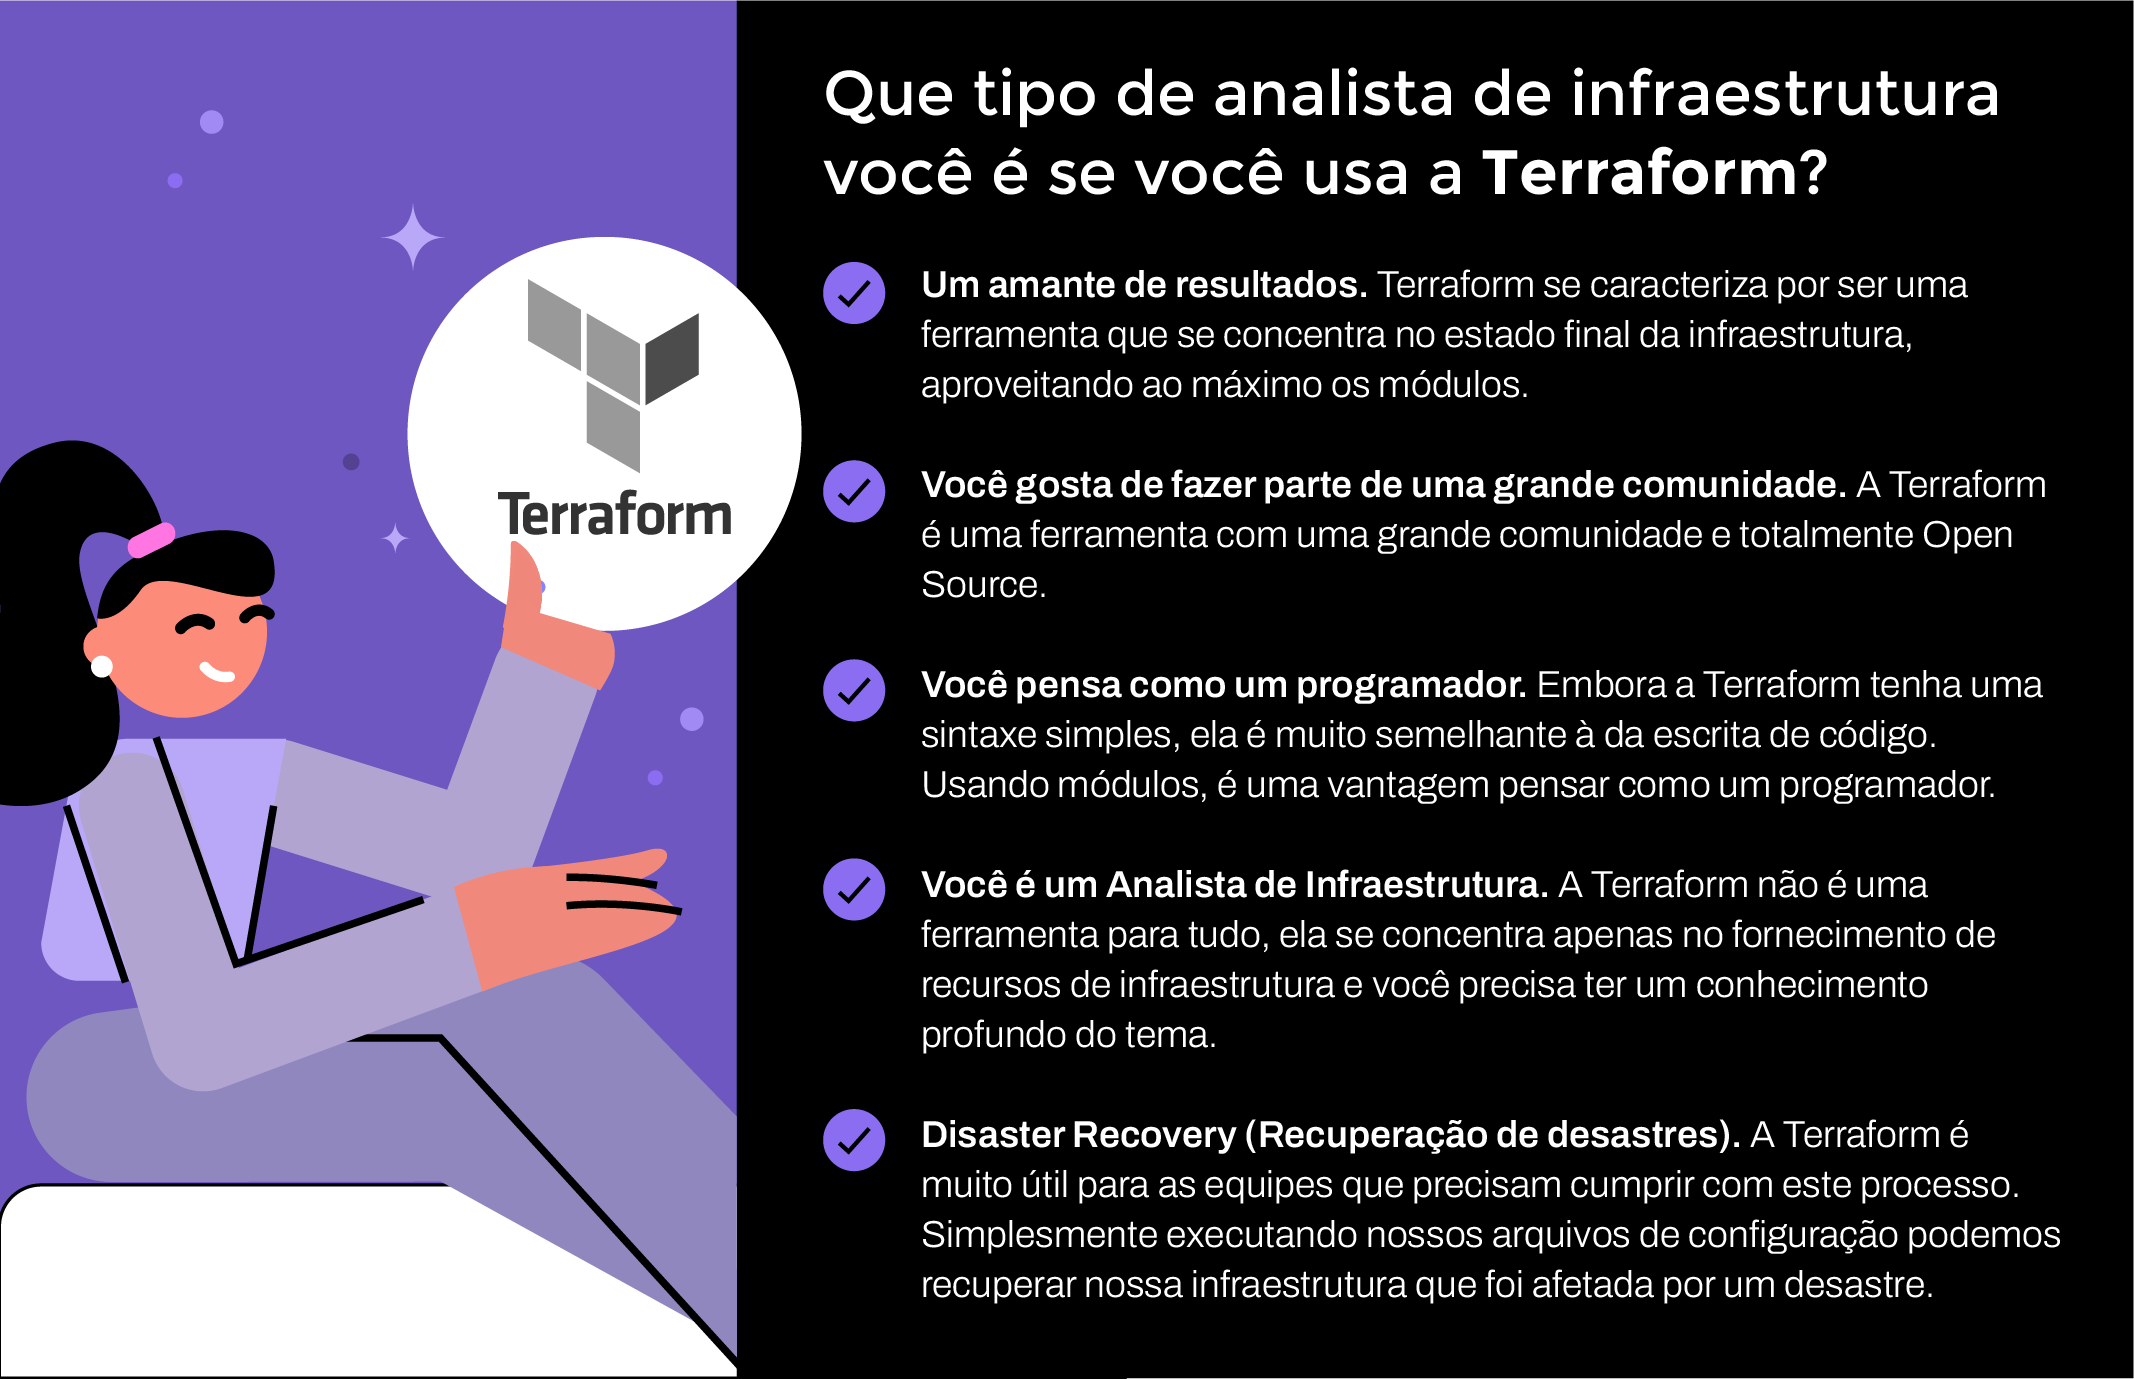 Que tipo de analista de infraestrutura
você é se você usa a Terraform?
Terraform
Um amante de resultados. Terraform se caracteriza por ser uma
ferramenta que se concentra no estado final da infraestrutura,
aproveitando ao máximo os módulos.
Você gosta de fazer parte de uma grande comunidade. A Terraform
é uma ferramenta com uma grande comunidade e totalmente Open
Source.
Você pensa como um programador. Embora a Terraform tenha uma
sintaxe simples, ela é muito semelhante à da escrita de código.
Usando módulos, é uma vantagem pensar como um programador.
Você é um Analista de Infraestrutura. A Terraform não é uma
ferramenta para tudo, ela se concentra apenas no fornecimento de
recursos de infraestrutura e você precisa ter um conhecimento
profundo do tema.
Disaster Recovery (Recuperação de desastres). A Terraform é
muito útil para as equipes que precisam cumprir com este processo.
Simplesmente executando nossos arquivos de configuração podemos
recuperar nossa infraestrutura que foi afetada por um desastre.